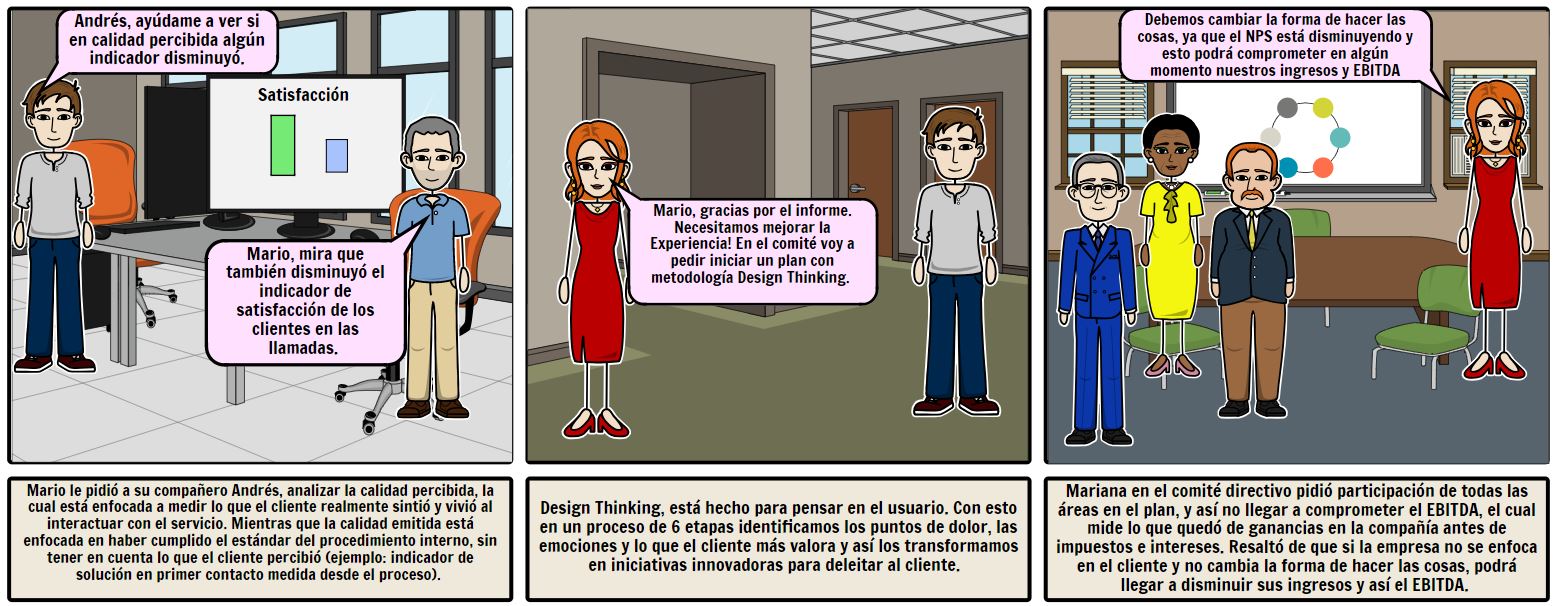 Andrés, ayúdame a ver si
en calidad percibida algún
indicador disminuyó.
Satisfacción
Mario, mira que
también disminuyó el
indicador de
satisfacción de los
clientes en las
llamadas.
Mario le pidió a su compañero Andrés, analizar la calidad percibida, la
cual está enfocada a medir lo que el cliente realmente sintió y vivió al
interactuar con el servicio. Mientras que la calidad emitida está
enfocada en haber cumplido el estándar del procedimiento interno, sin
tener en cuenta lo que el cliente percibió (ejemplo: indicador de
solución en primer contacto medida desde el proceso).
Mario, gracias por el informe.
Necesitamos mejorar la
Experiencia! En el comité voy a
pedir iniciar un plan con
metodología Design Thinking.
Design Thinking, está hecho para pensar en el usuario. Con esto
en un proceso de 6 etapas identificamos los puntos de dolor, las
emociones y lo que el cliente más valora y así los transformamos
en iniciativas innovadoras para deleitar al cliente.
Debemos cambiar la forma de hacer las
cosas, ya que el NPS está disminuyendo y
esto podrá comprometer en algún
momento nuestros ingresos y EBITDA
Mariana en el comité directivo pidió participación de todas las
áreas en el plan, y así no llegar a comprometer el EBITDA, el cual
mide lo que quedó de ganancias en la compañía antes de
impuestos e intereses. Resaltó de que si la empresa no se enfoca
en el cliente y no cambia la forma de hacer las cosas, podrá
llegar a disminuir sus ingresos y así el EBITDA.